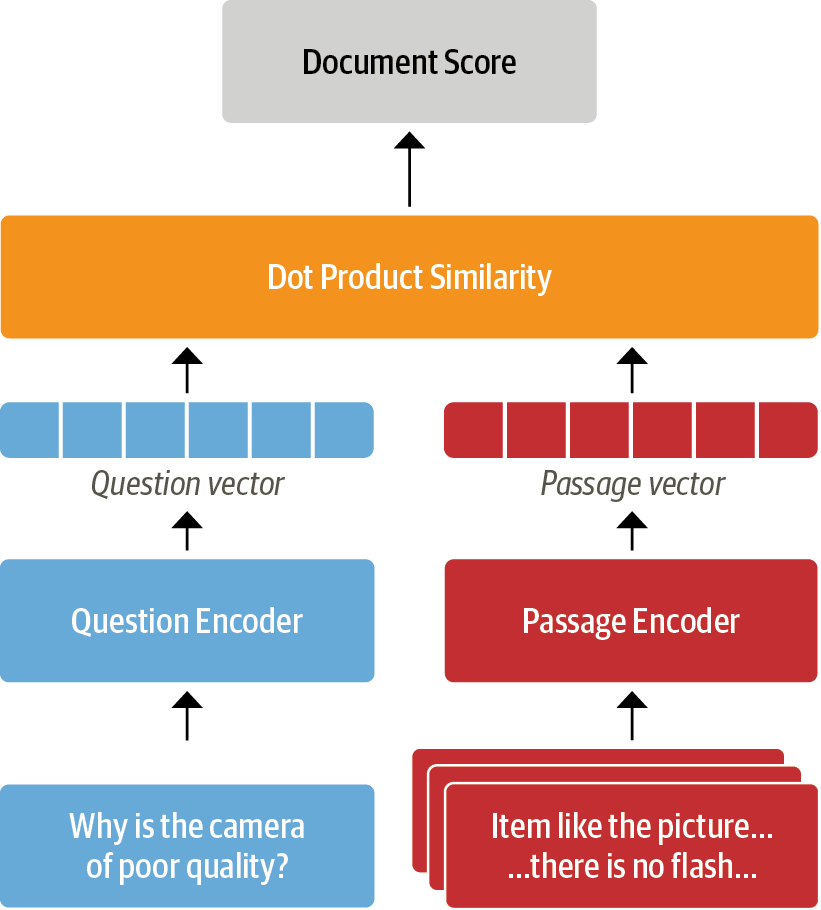 Document Score
Dot Product Similarity
Question vector
Passage vector
Question Encoder
Passage Encoder
Why is the camera
of poor quality?
Item like the picture...
...there is no flash...